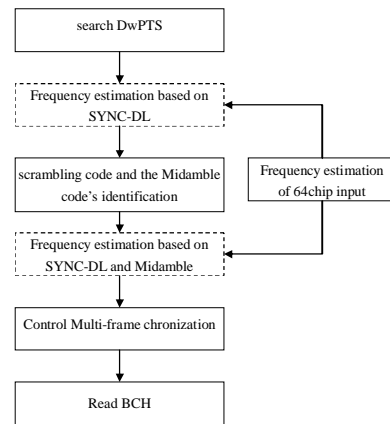 search DwPTS
Frequency estimation based on
SYNC-DL
scrambling code and the Midamble
code's identification
Frequency estimation
of 64chip input
Frequency estimation based on
SYNC-DL and Midamble
Control Multi-frame chronization
Read BCH